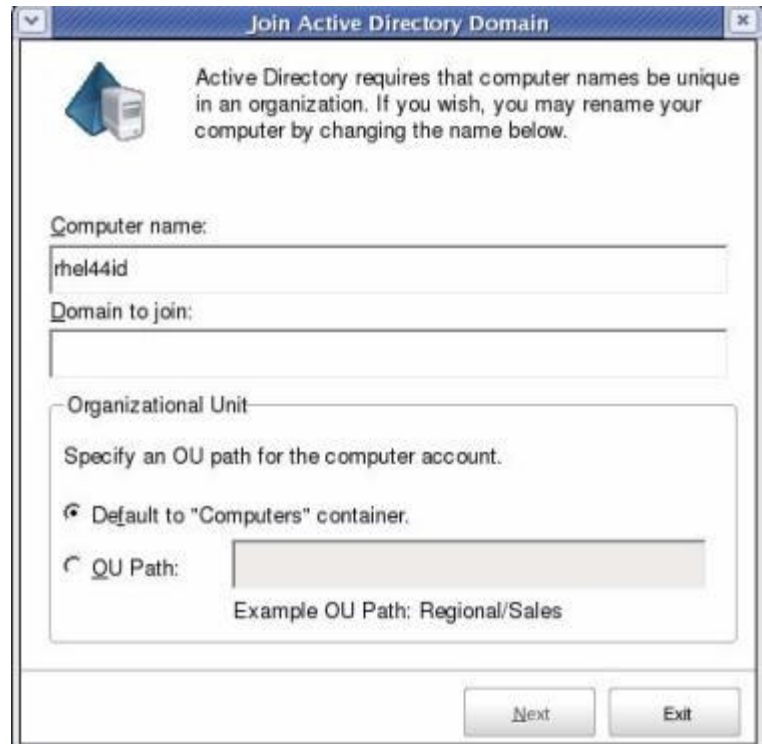 Join Active Directory Domain
Active Directory requires that computer names be unique
in an organization. If you wish, you may rename your
computer by changing the name below.
Computer name:
rhel44id
Domain to join:
Organizational Unit
Specify an OU path for the computer account.
Default to "Computers" container.
OU Path:
Example OU Path: Regional/Sales
Next
Exit